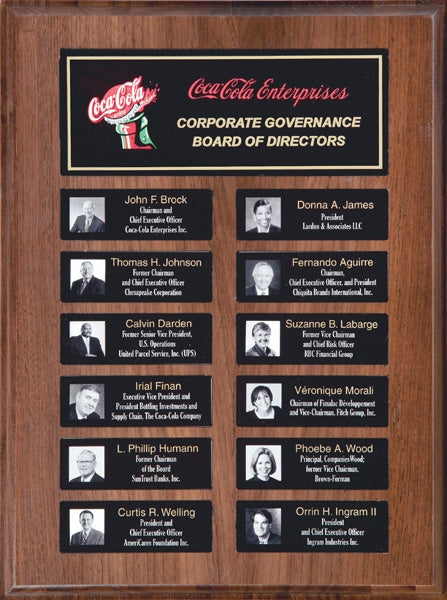 Coca-Cola
Coca-Cola Enterprises
CORPORATE GOVERNANCE
BOARD OF DIRECTORS
John F. Brock
Chairman and
Chief Executive Officer
Coca-Cola Enterprises Inc.
Donna A. James
President
Lardon & Associates LLC
Thomas H. Johnson
Former Chairman
and Chief Executive Officer
Chesapeake Corporation
Fernando Aguirre
Chairman,
Chief Executive Officer, and President
Chiquita Brands International, Inc.
Calvin Darden
Former Senior Vice President,
U.S. Operations
United Parcel Service, Inc. (UPS)
Suzanne B. Labarge
Former Vice Chairman
and Chief Risk Officer
RBC Financial Group
Irial Finan
Executive Vice President and
President Bottling Investments and
Supply Chain, The Coca-Cola Company
Véronique Morali
Chairman of Fimalac Développement
and Vice-Chairman, Fitch Group, Inc.
L. Phillip Humann
Former Chairman
of the Board
SunTrust Banks, Inc.
Phoebe A. Wood
Principal, CompaniesWood;
former Vice Chairman,
Brown-Forman
Curtis R. Welling
President and
Chief Executive Officer
AmeriCares Foundation Inc.
Orrin H. Ingram II
President
and Chief Executive Officer
Ingram Industries Inc.